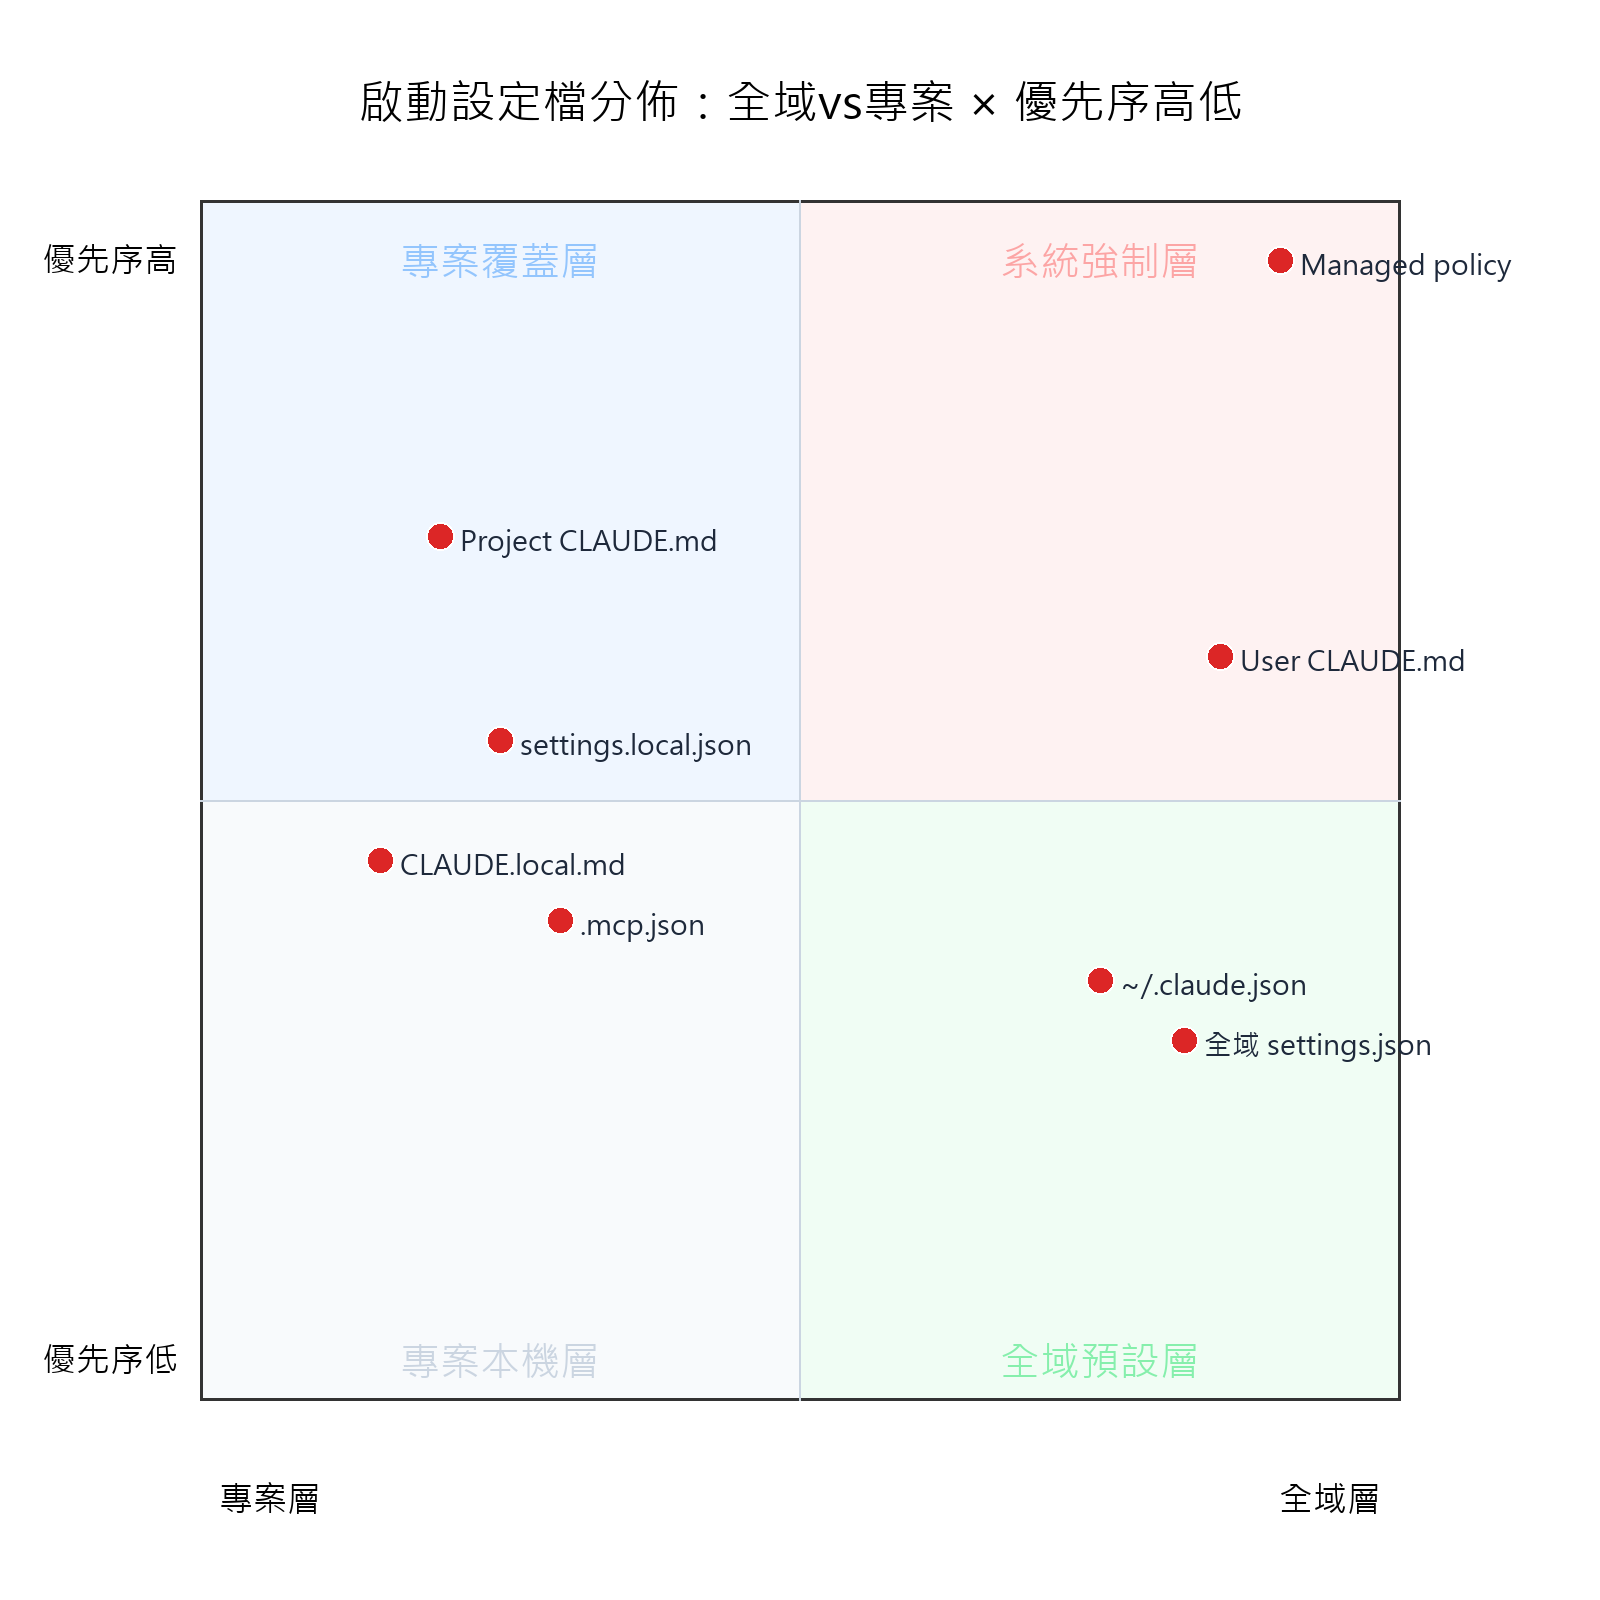 啟動設定檔分佈：全域vs專案 × 優先序高低
優先序高
專案覆蓋層
系統強制層
Managed policy
Project CLAUDE.md
User CLAUDE.md
settings.local.json
CLAUDE.local.md
.mcp.json
~/.claude.json
全域 settings.json
優先序低
專案本機層
全域預設層
專案層
全域層